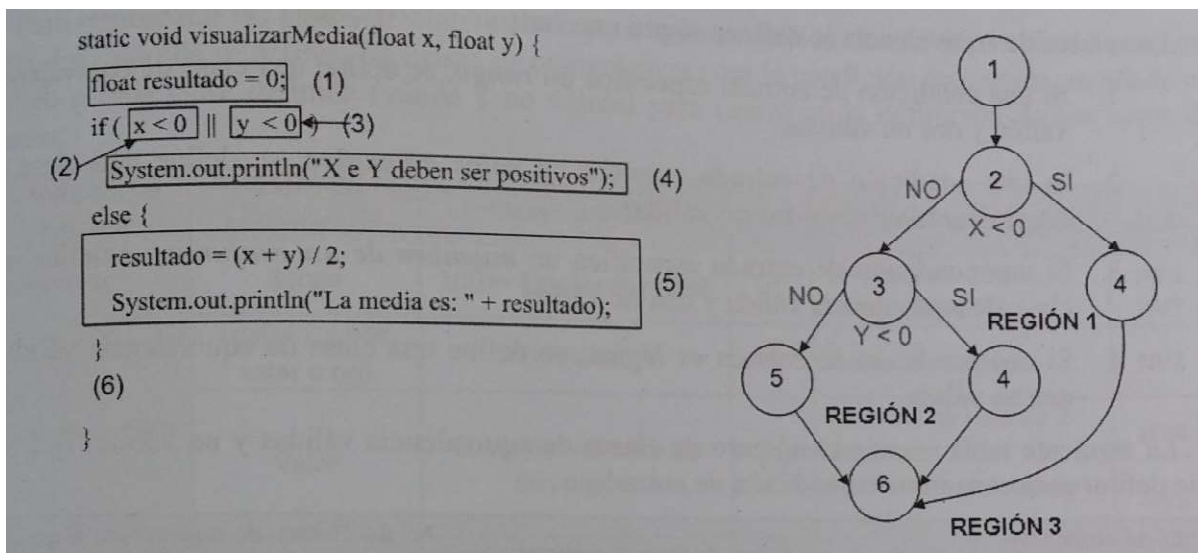 static void visualizarMedia(float x, float y) {
float resultado = 0; (1)
if ( x < 0 || y < 0 ) (3)
(2) System.out.println("X e Y deben ser positivos"); (4)
else {
resultado = (x + y) / 2;
System.out.println("La media es: " + resultado); (5)
}
(6)
}
1
NO 2 SI
X < 0
NO 3 SI 4
REGIÓN 1
Y < 0
5 4
REGIÓN 2
6
REGIÓN 3